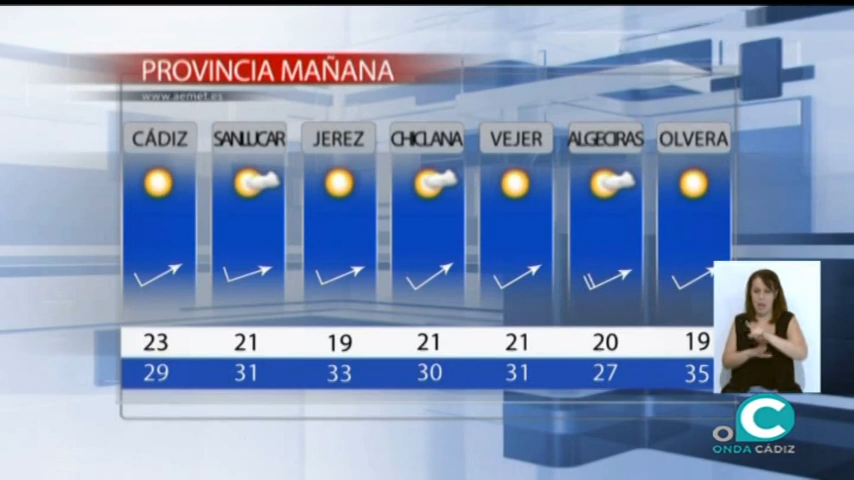 PROVINCIA MAÑANA
www.aemet.es
CÁDIZ SANLUCAR JEREZ CHICLANA VEJER ALGECIRAS OLVERA
23 21 19 21 21 20 19
29 31 33 30 31 27 35
ONDA CÁDIZ